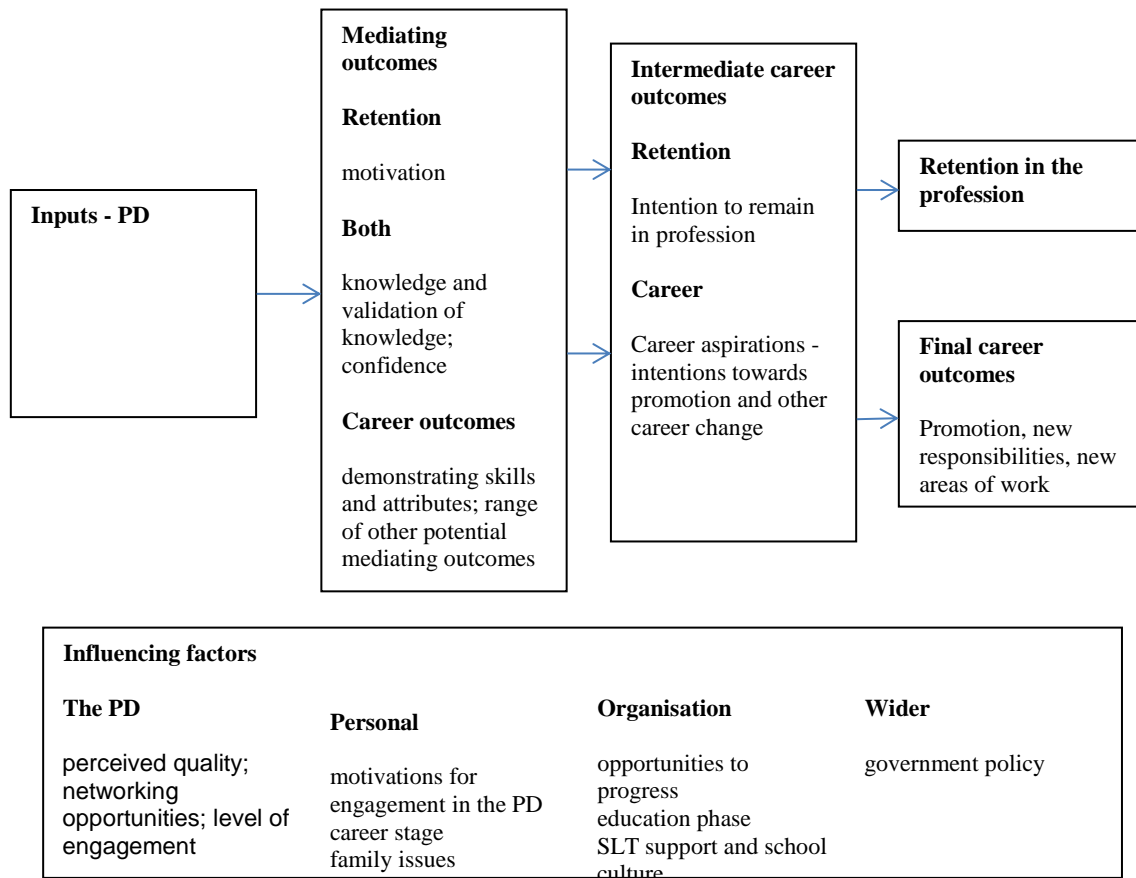 Inputs - PD
Mediating
outcomes
Retention
motivation
Both
knowledge and
validation of
knowledge;
confidence
Career outcomes
demonstrating skills
and attributes; range
of other potential
mediating outcomes
Intermediate career
outcomes
Retention
Intention to remain
in profession
Career
Career aspirations -
intentions towards
promotion and other
career change
Retention in the
profession
Final career
outcomes
Promotion, new
responsibilities, new
areas of work
Influencing factors
The PD
perceived quality;
networking
opportunities; level of
engagement
Personal
motivations for
engagement in the PD
career stage
family issues
Organisation
opportunities to
progress
education phase
SLT support and school
culture
Wider
government policy